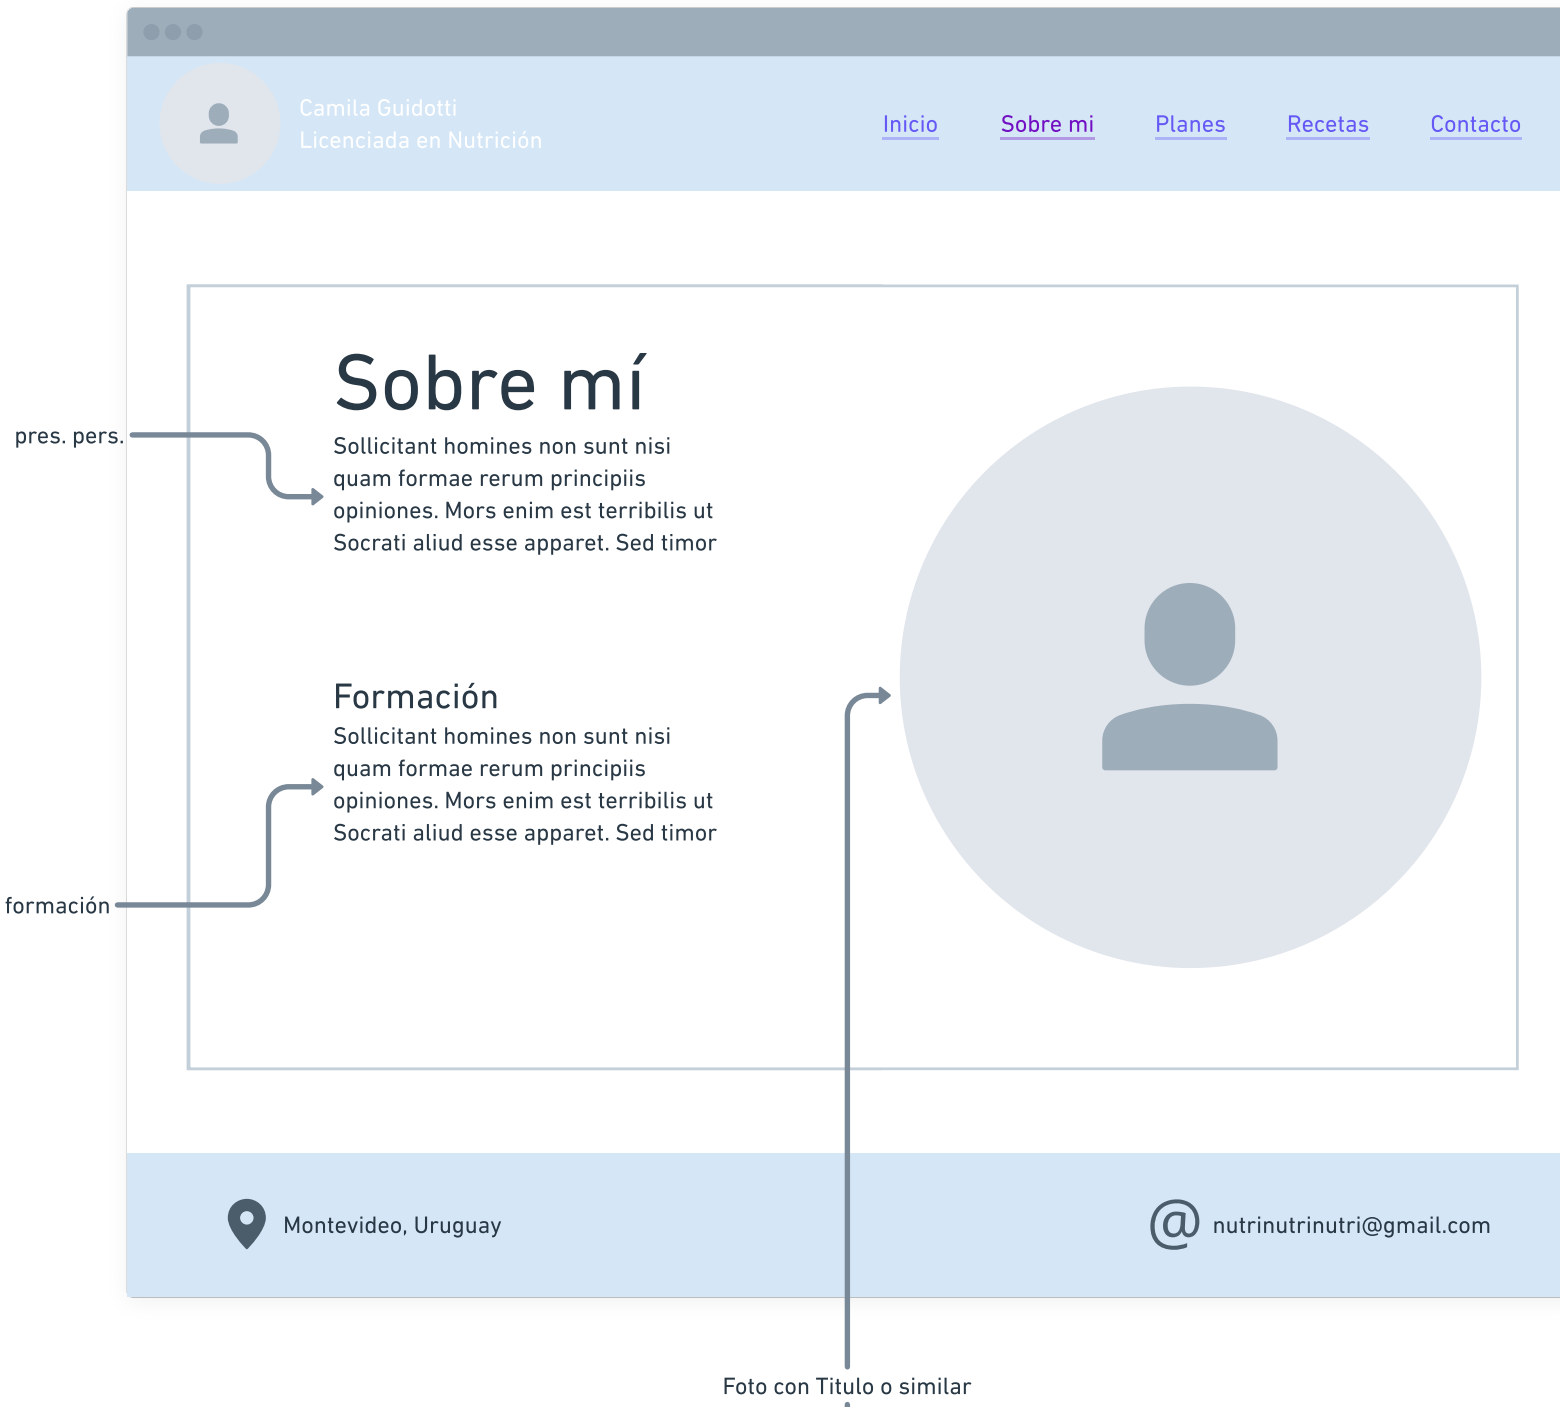 Camila Guidotti
Licenciada en Nutrición
Inicio
Sobre mi
Planes
Recetas
Contacto
Sobre mí
pres. pers.
Sollicitant homines non sunt nisi
quam formae rerum principiis
opiniones. Mors enim est terribilis ut
Socrati aliud esse apparet. Sed timor
Formación
Sollicitant homines non sunt nisi
quam formae rerum principiis
opiniones. Mors enim est terribilis ut
Socrati aliud esse apparet. Sed timor
formación
Montevideo, Uruguay
@ nutrinutrinutri@gmail.com
Foto con Titulo o similar